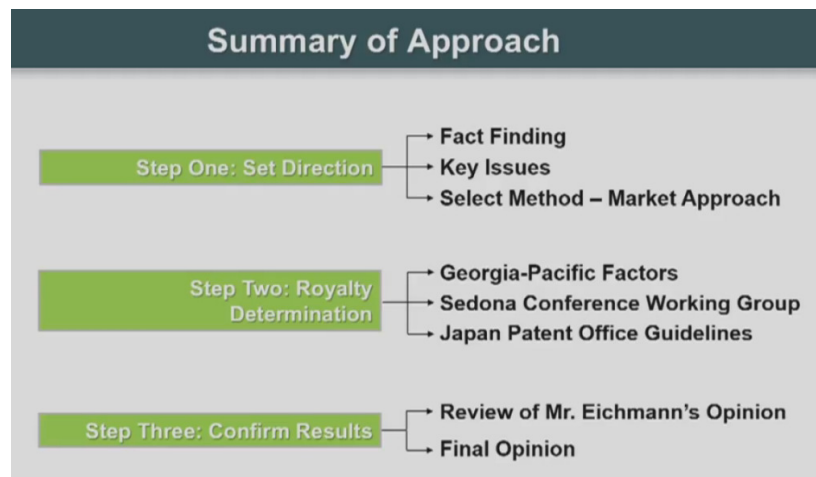 Summary of Approach
Step One: Set Direction
Fact Finding
Key Issues
Select Method – Market Approach
Step Two: Royalty
Determination
Georgia-Pacific Factors
Sedona Conference Working Group
Japan Patent Office Guidelines
Step Three: Confirm Results
Review of Mr. Eichmann's Opinion
Final Opinion